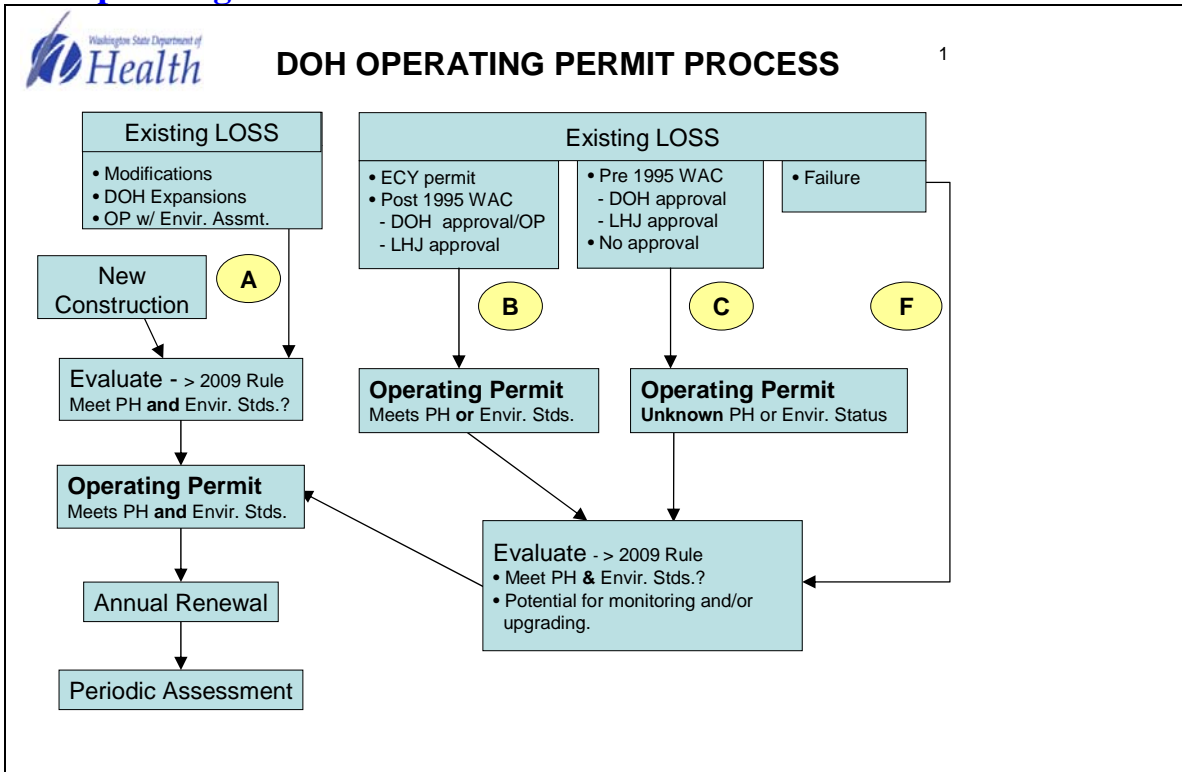 Washington State Department of
Health
DOH OPERATING PERMIT PROCESS
1
Existing LOSS
• Modifications
• DOH Expansions
• OP w/ Envir. Assmt.
New
Construction
A
Evaluate - > 2009 Rule
Meet PH and Envir. Stds.?
Operating Permit
Meets PH and Envir. Stds.
Annual Renewal
Periodic Assessment
Existing LOSS
• ECY permit
• Post 1995 WAC
- DOH approval/OP
- LHJ approval
• Pre 1995 WAC
- DOH approval
- LHJ approval
• No approval
• Failure
B
C
F
Operating Permit
Meets PH or Envir. Stds.
Operating Permit
Unknown PH or Envir. Status
Evaluate - > 2009 Rule
• Meet PH & Envir. Stds.?
• Potential for monitoring and/or
upgrading.